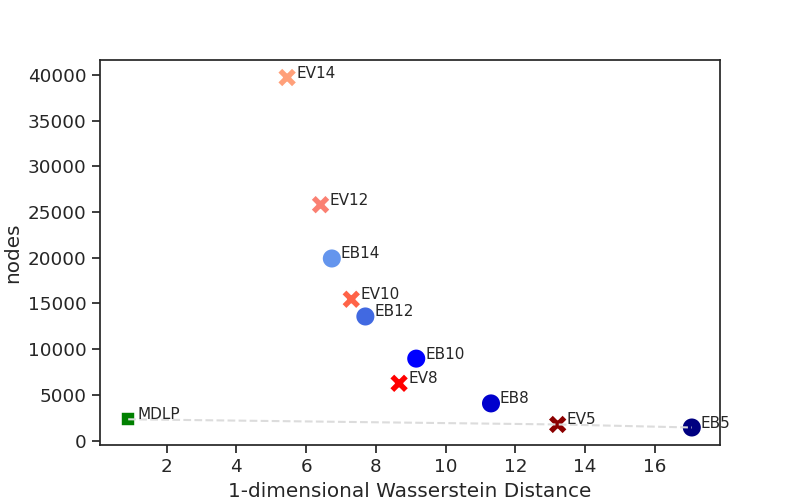 40000
35000
30000
25000
20000
15000
10000
5000
0
nodes
EV14
EV12
EB14
EV10
EB12
EB10
EV8
EB8
MDLP
EV5
EB5
2 4 6 8 10 12 14 16
1-dimensional Wasserstein Distance